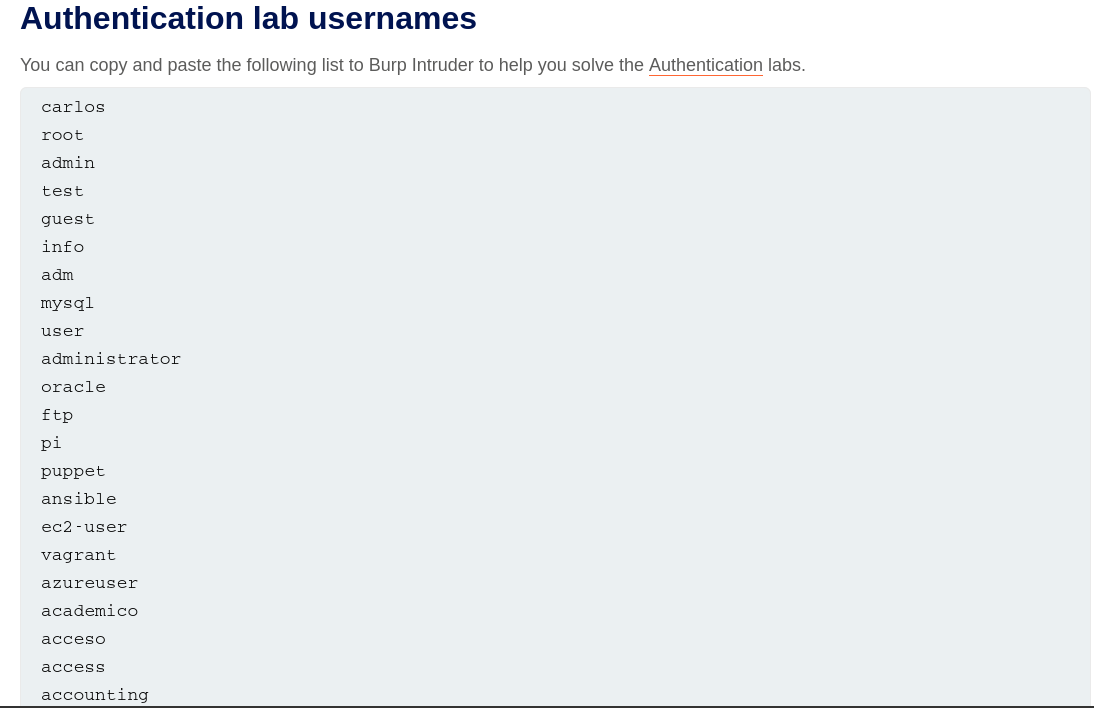 Authentication lab usernames
You can copy and paste the following list to Burp Intruder to help you solve the Authentication labs.
carlos
root
admin
test
guest
info
adm
mysql
user
administrator
oracle
ftp
pi
puppet
ansible
ec2-user
vagrant
azureuser
academico
acceso
access
accounting